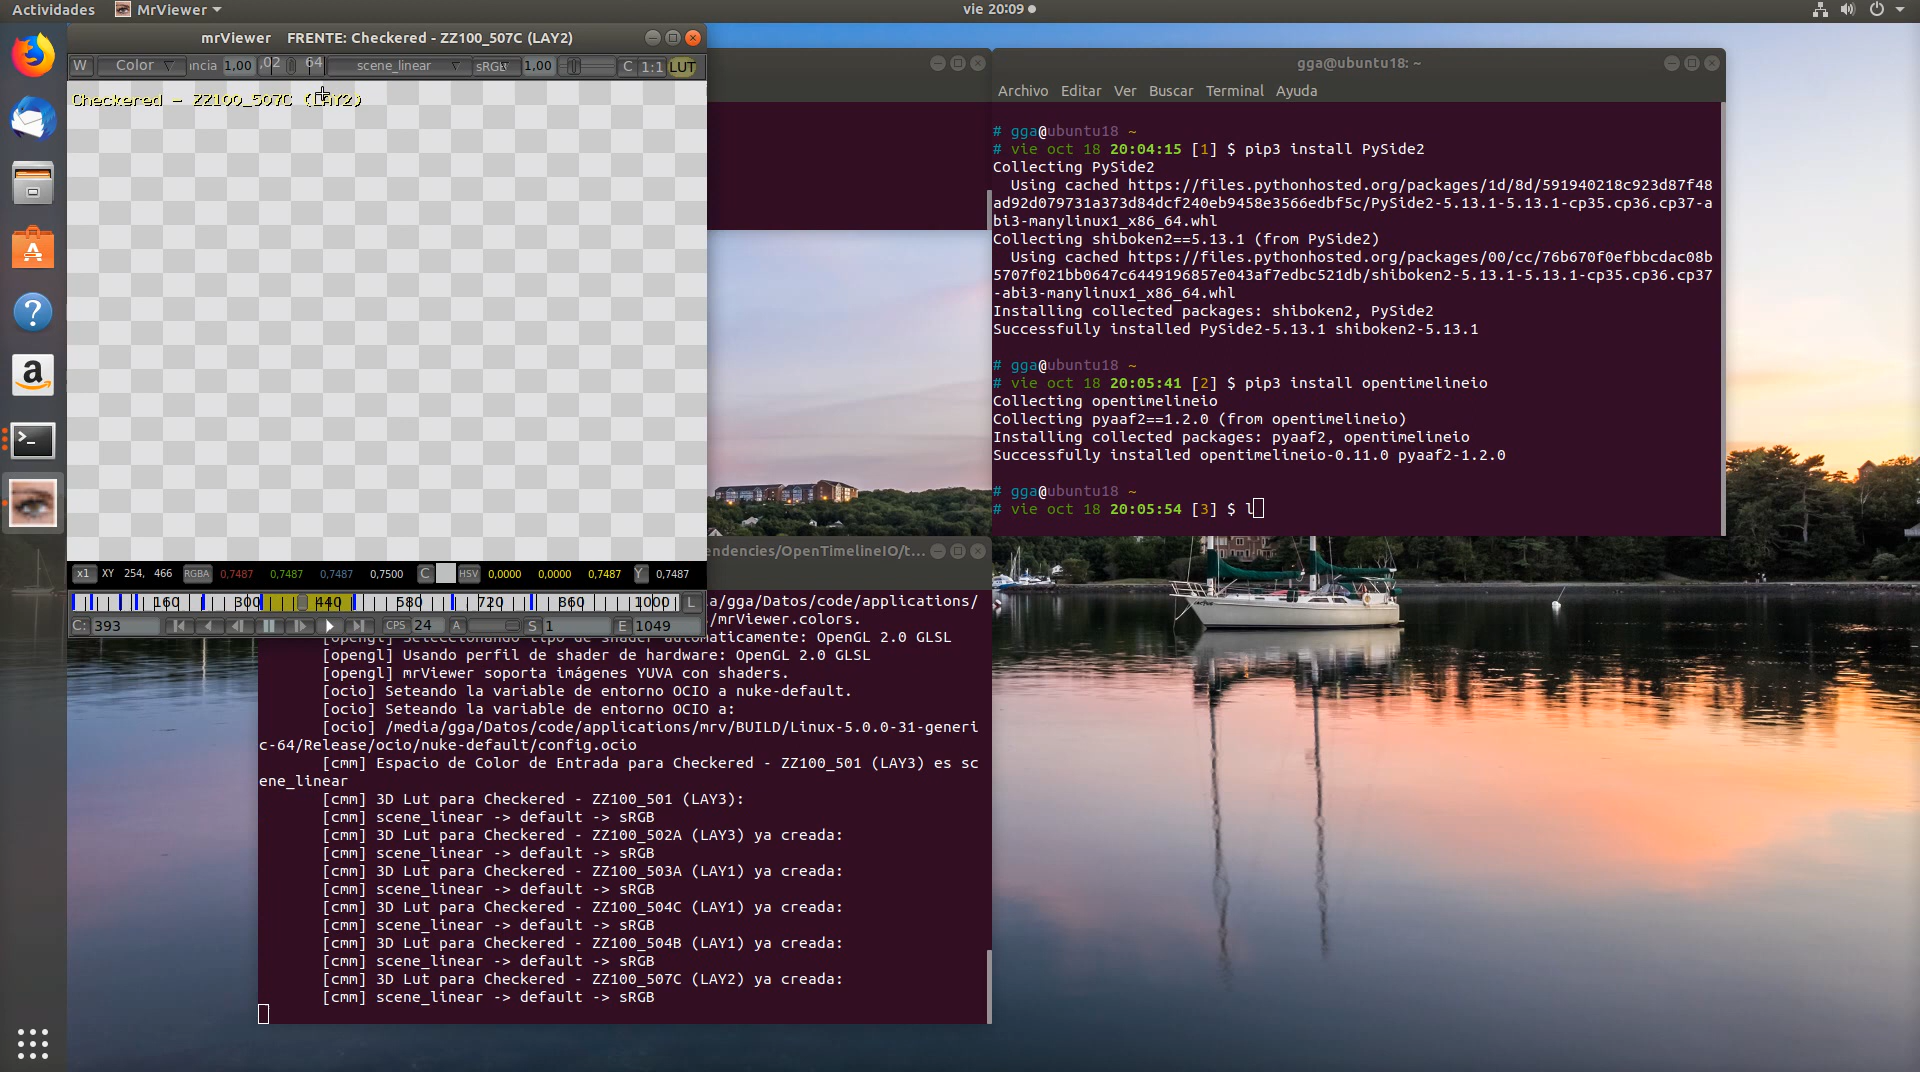 Actividades MrViewer vie 20:09
mrViewer FRENTE: Checkered - ZZ100_507C (LAY2)
W Color ncia 1,00 ,02 64 scene_linear sRGB 1,00 C 1:1 LUT
Checkered - ZZ100_507C (LAY2)
x1 XY 254, 466 RGBA 0,7487 0,7487 0,7487 0,7500 C HSV 0,0000 0,0000 0,7487 Y 0,7487
160 300 440 580 720 860 1000 L
C: 393 CPS 24 A S 1 E 1049
gga@ubuntu18: ~
Archivo Editar Ver Buscar Terminal Ayuda
# gga@ubuntu18 ~
# vie oct 18 20:04:15 [1] $ pip3 install PySide2
Collecting PySide2
Using cached https://files.pythonhosted.org/packages/1d/8d/591940218c923d87f48
ad92d079731a373d84dcf240eb9458e3566edbf5c/PySide2-5.13.1-5.13.1-cp35.cp36.cp37-a
bi3-manylinux1_x86_64.whl
Collecting shiboken2==5.13.1 (from PySide2)
Using cached https://files.pythonhosted.org/packages/00/cc/76b670f0efbbcdac08b
5707f021bb0647c6449196857e043af7edbc521db/shiboken2-5.13.1-5.13.1-cp35.cp36.cp37
-abi3-manylinux1_x86_64.whl
Installing collected packages: shiboken2, PySide2
Successfully installed PySide2-5.13.1 shiboken2-5.13.1
# gga@ubuntu18 ~
# vie oct 18 20:05:41 [2] $ pip3 install opentimelineio
Collecting opentimelineio
Collecting pyaaf2==1.2.0 (from opentimelineio)
Installing collected packages: pyaaf2, opentimelineio
Successfully installed opentimelineio-0.11.0 pyaaf2-1.2.0
# gga@ubuntu18 ~
# vie oct 18 20:05:54 [3] $ l
endencies/OpenTimelineIO/t...
a/gga/Datos/code/applications/
/mrViewer.colors.
[opengl] Seleccionando tipo de shader automaticamente: OpenGL 2.0 GLSL
[opengl] Usando perfil de shader de hardware: OpenGL 2.0 GLSL
[opengl] mrViewer soporta imágenes YUVA con shaders.
[ocio] Seteando la variable de entorno OCIO a nuke-default.
[ocio] Seteando la variable de entorno OCIO a:
[ocio] /media/gga/Datos/code/applications/mrv/BUILD/Linux-5.0.0-31-generi
c-64/Release/ocio/nuke-default/config.ocio
[cmm] Espacio de Color de Entrada para Checkered - ZZ100_501 (LAY3) es sc
ene_linear
[cmm] 3D Lut para Checkered - ZZ100_501 (LAY3):
[cmm] scene_linear -> default -> sRGB
[cmm] 3D Lut para Checkered - ZZ100_502A (LAY3) ya creada:
[cmm] scene_linear -> default -> sRGB
[cmm] 3D Lut para Checkered - ZZ100_503A (LAY1) ya creada:
[cmm] scene_linear -> default -> sRGB
[cmm] 3D Lut para Checkered - ZZ100_504C (LAY1) ya creada:
[cmm] scene_linear -> default -> sRGB
[cmm] 3D Lut para Checkered - ZZ100_504B (LAY1) ya creada:
[cmm] scene_linear -> default -> sRGB
[cmm] 3D Lut para Checkered - ZZ100_507C (LAY2) ya creada:
[cmm] scene_linear -> default -> sRGB